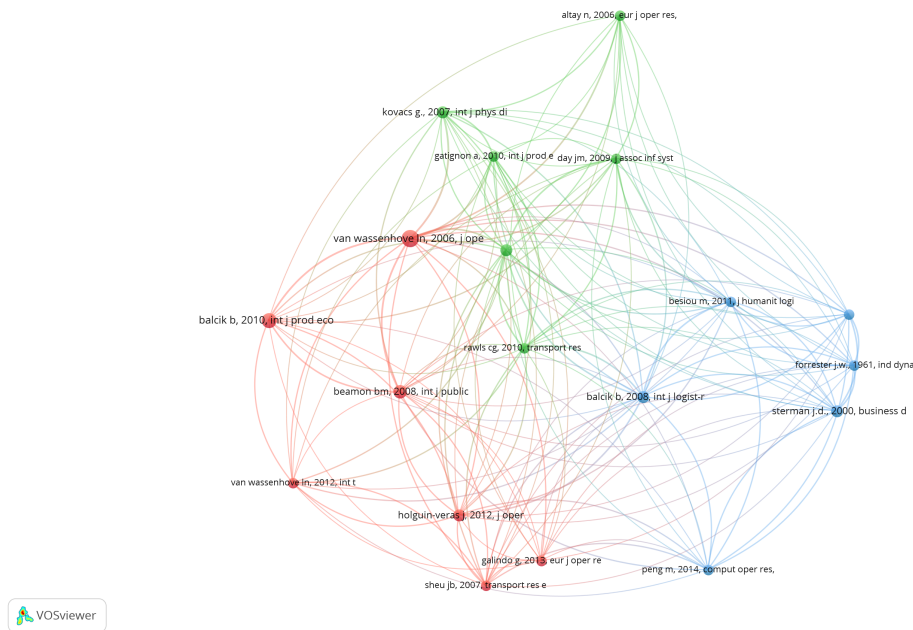 altay n, 2006, eur j oper res,
kovacs g., 2007, int j phys di
gatignon a, 2010, int j prod e
day jm, 2009, j assoc inf syst
van wassenhove ln, 2006, j ope
besiou m, 2011, j humanit logi
balcik b, 2010, int j prod eco
rawls cg, 2010, transport res
forrester j.w., 1961, ind dyna
beamon bm, 2008, int j public
balcik b, 2008, int j logist-r
sterman j.d., 2000, business d
van wassenhove ln, 2012, int t
holguin-veras j, 2012, j oper
galindo g, 2013, eur j oper re
peng m, 2014, comput oper res,
sheu jb, 2007, transport res e
VOSviewer